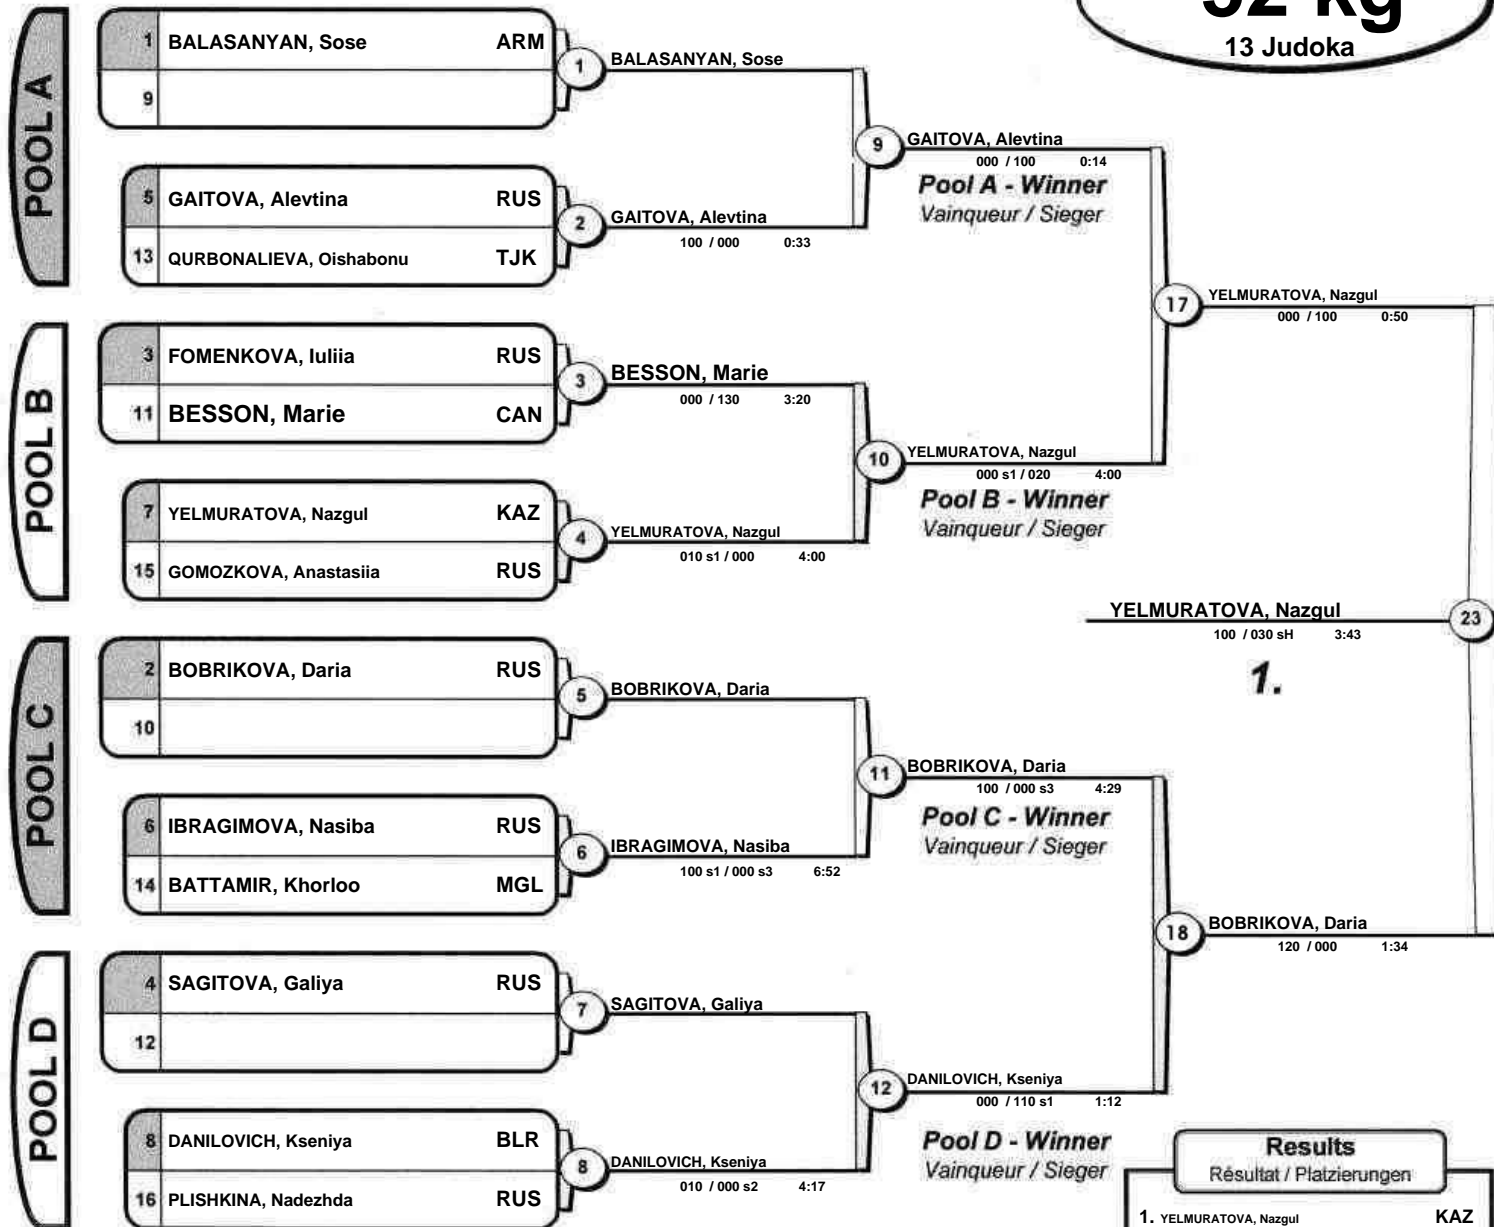 52 kg
13 Judoka
POOL A
1 BALASANYAN, Sose ARM
9
1 BALASANYAN, Sose
5 GAITOVA, Alevtina RUS
13 QURBONALIEVA, Oishabonu TJK
2 GAITOVA, Alevtina
100 / 000 0:33
9 GAITOVA, Alevtina
000 / 100 0:14
Pool A - Winner
Vainqueur / Sieger
POOL B
3 FOMENKOVA, Iuliia RUS
11 BESSON, Marie CAN
3 BESSON, Marie
000 / 130 3:20
7 YELMURATOVA, Nazgul KAZ
15 GOMOZKOVA, Anastasiia RUS
4 YELMURATOVA, Nazgul
010 s1 / 000 4:00
10 YELMURATOVA, Nazgul
000 s1 / 020 4:00
Pool B - Winner
Vainqueur / Sieger
17 YELMURATOVA, Nazgul
000 / 100 0:50
YELMURATOVA, Nazgul 23
100 / 030 sH 3:43
1.
POOL C
2 BOBRIKOVA, Daria RUS
10
5 BOBRIKOVA, Daria
6 IBRAGIMOVA, Nasiba RUS
14 BATTAMIR, Khorloo MGL
6 IBRAGIMOVA, Nasiba
100 s1 / 000 s3 6:52
11 BOBRIKOVA, Daria
100 / 000 s3 4:29
Pool C - Winner
Vainqueur / Sieger
18 BOBRIKOVA, Daria
120 / 000 1:34
POOL D
4 SAGITOVA, Galiya RUS
12
7 SAGITOVA, Galiya
8 DANILOVICH, Kseniya BLR
16 PLISHKINA, Nadezhda RUS
8 DANILOVICH, Kseniya
010 / 000 s2 4:17
12 DANILOVICH, Kseniya
000 / 110 s1 1:12
Pool D - Winner
Vainqueur / Sieger
Results
Résultat / Platzierungen
1. YELMURATOVA, Nazgul KAZ